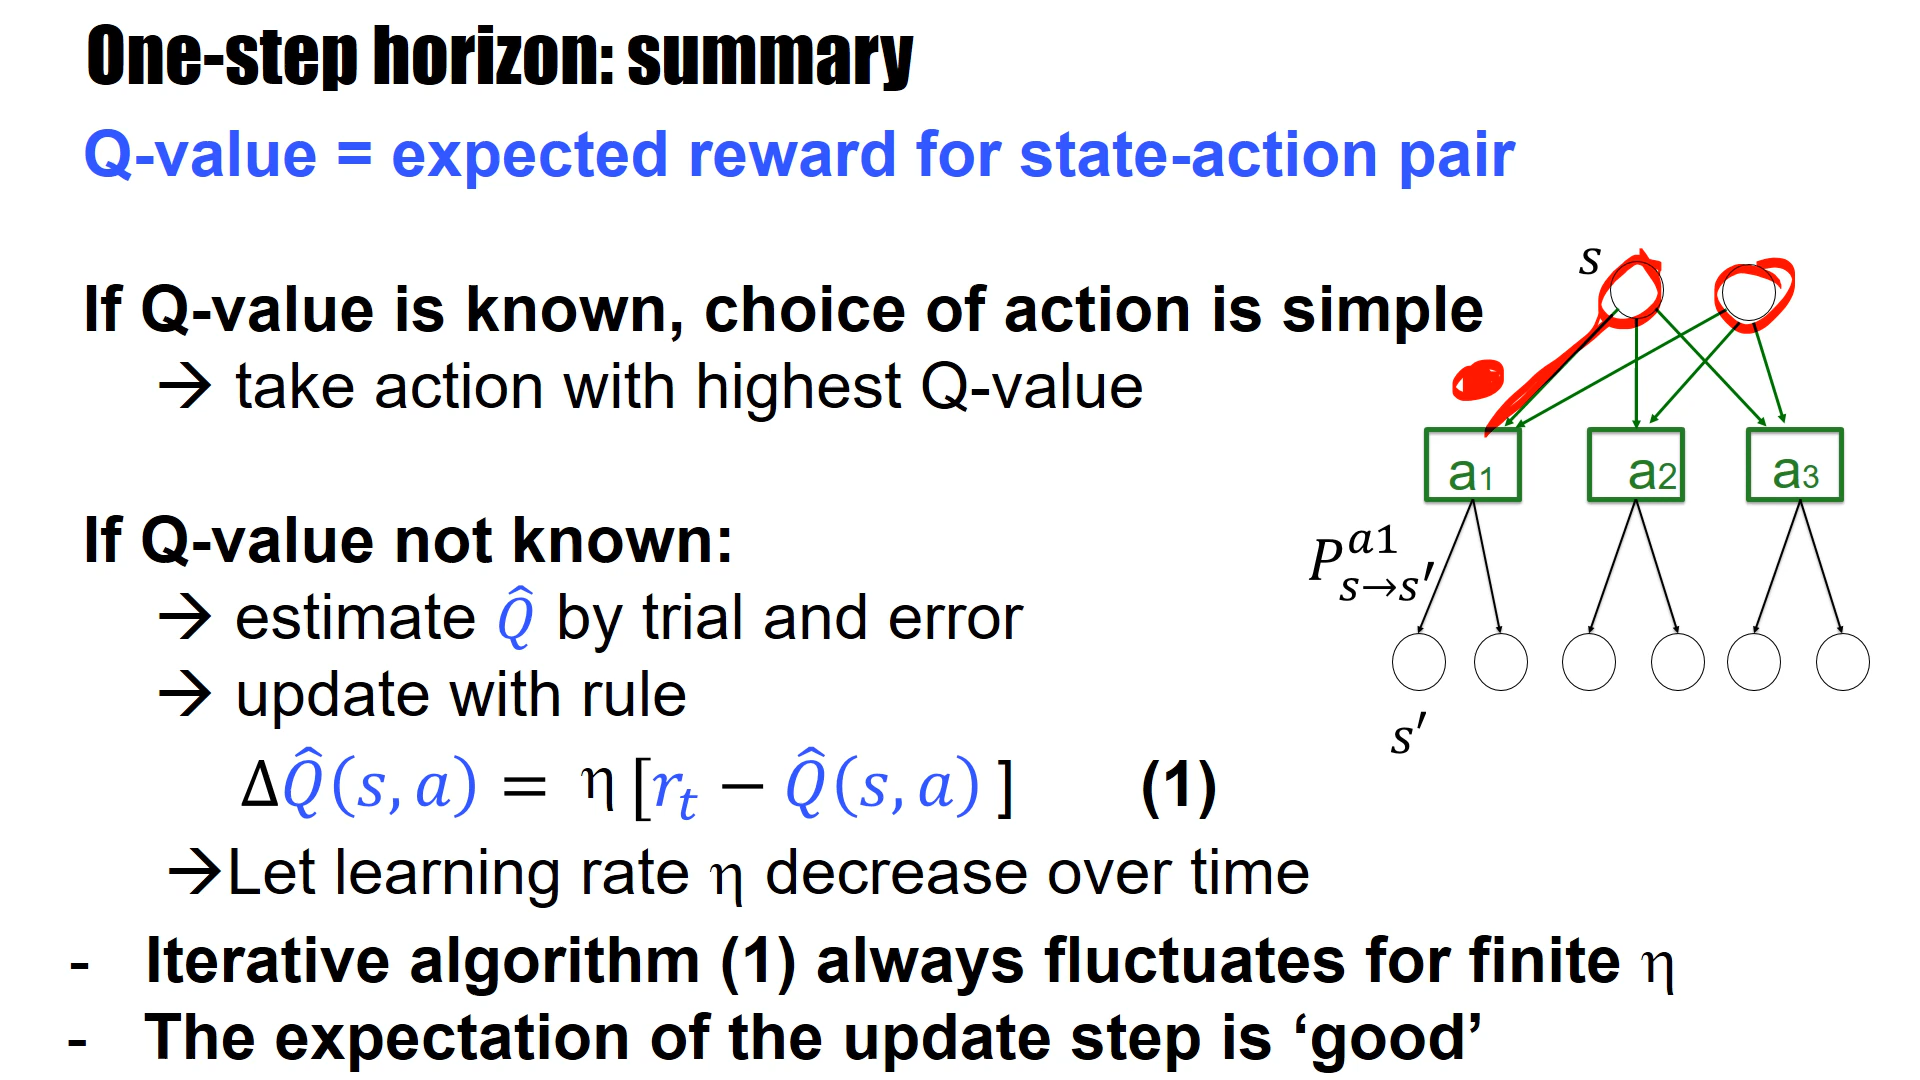 One-step horizon: summary
Q-value = expected reward for state-action pair
If Q-value is known, choice of action is simple
→ take action with highest Q-value
If Q-value not known:
→ estimate Q̂ by trial and error
→ update with rule
ΔQ̂(s, a) = η [r_t − Q̂(s, a) ] (1)
→Let learning rate η decrease over time
- Iterative algorithm (1) always fluctuates for finite η
- The expectation of the update step is ‘good’
s
a1 a2 a3
P^{a1}_{s→s′}
s′